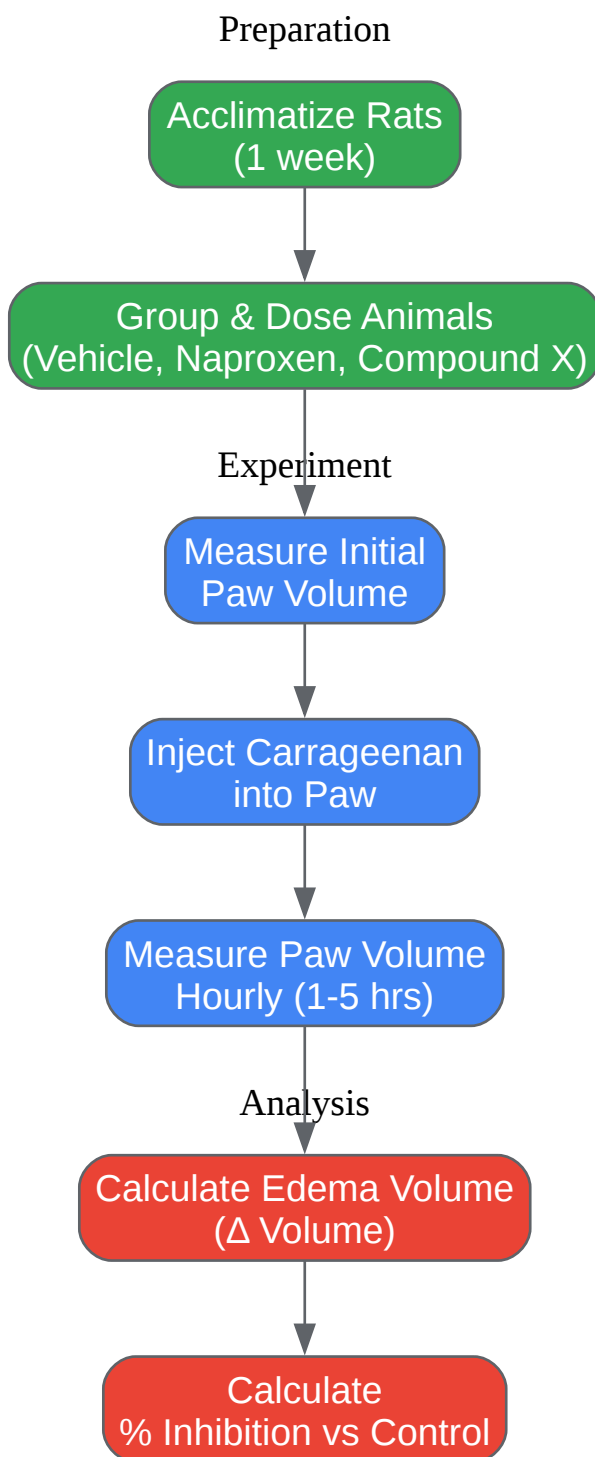 Preparation
Acclimatize Rats
(1 week)
Group & Dose Animals
(Vehicle, Naproxen, Compound X)
Experiment
Measure Initial
Paw Volume
Inject Carrageenan
into Paw
Measure Paw Volume
Hourly (1-5 hrs)
Analysis
Calculate Edema Volume
(Δ Volume)
Calculate
% Inhibition vs Control